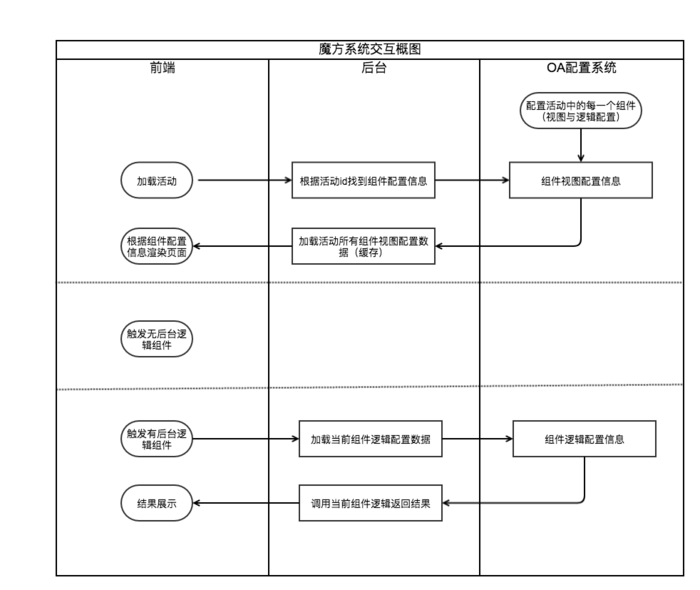 魔方系统交互概图
前端
后台
OA配置系统
配置活动中的每一个组件
（视图与逻辑配置）
加载活动
根据活动id找到组件配置信息
组件视图配置信息
根据组件配置
信息渲染页面
加载活动所有组件视图配置数
据（缓存）
触发无后台逻
辑组件
触发有后台逻
辑组件
加载当前组件逻辑配置数据
组件逻辑配置信息
结果展示
调用当前组件逻辑返回结果